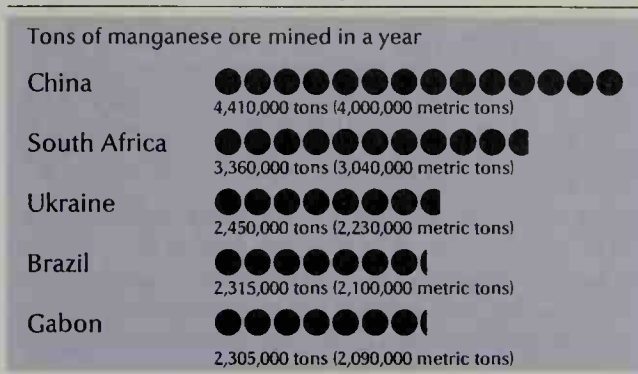 Tons of manganese ore mined in a year
China
4,410,000 tons (4,000,000 metric tons)
South Africa
3,360,000 tons (3,040,000 metric tons)
Ukraine
2,450,000 tons (2,230,000 metric tons)
Brazil
2,315,000 tons (2,100,000 metric tons)
Gabon
2,305,000 tons (2,090,000 metric tons)